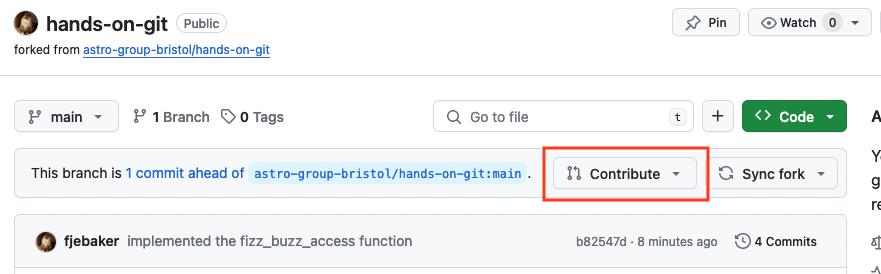 hands-on-git Public Pin Watch 0
forked from astro-group-bristol/hands-on-git
main 1 Branch 0 Tags Go to file t + Code
This branch is 1 commit ahead of astro-group-bristol/hands-on-git:main . Contribute Sync fork
fjebaker implemented the fizz_buzz_access function b82547d · 8 minutes ago 4 Commits